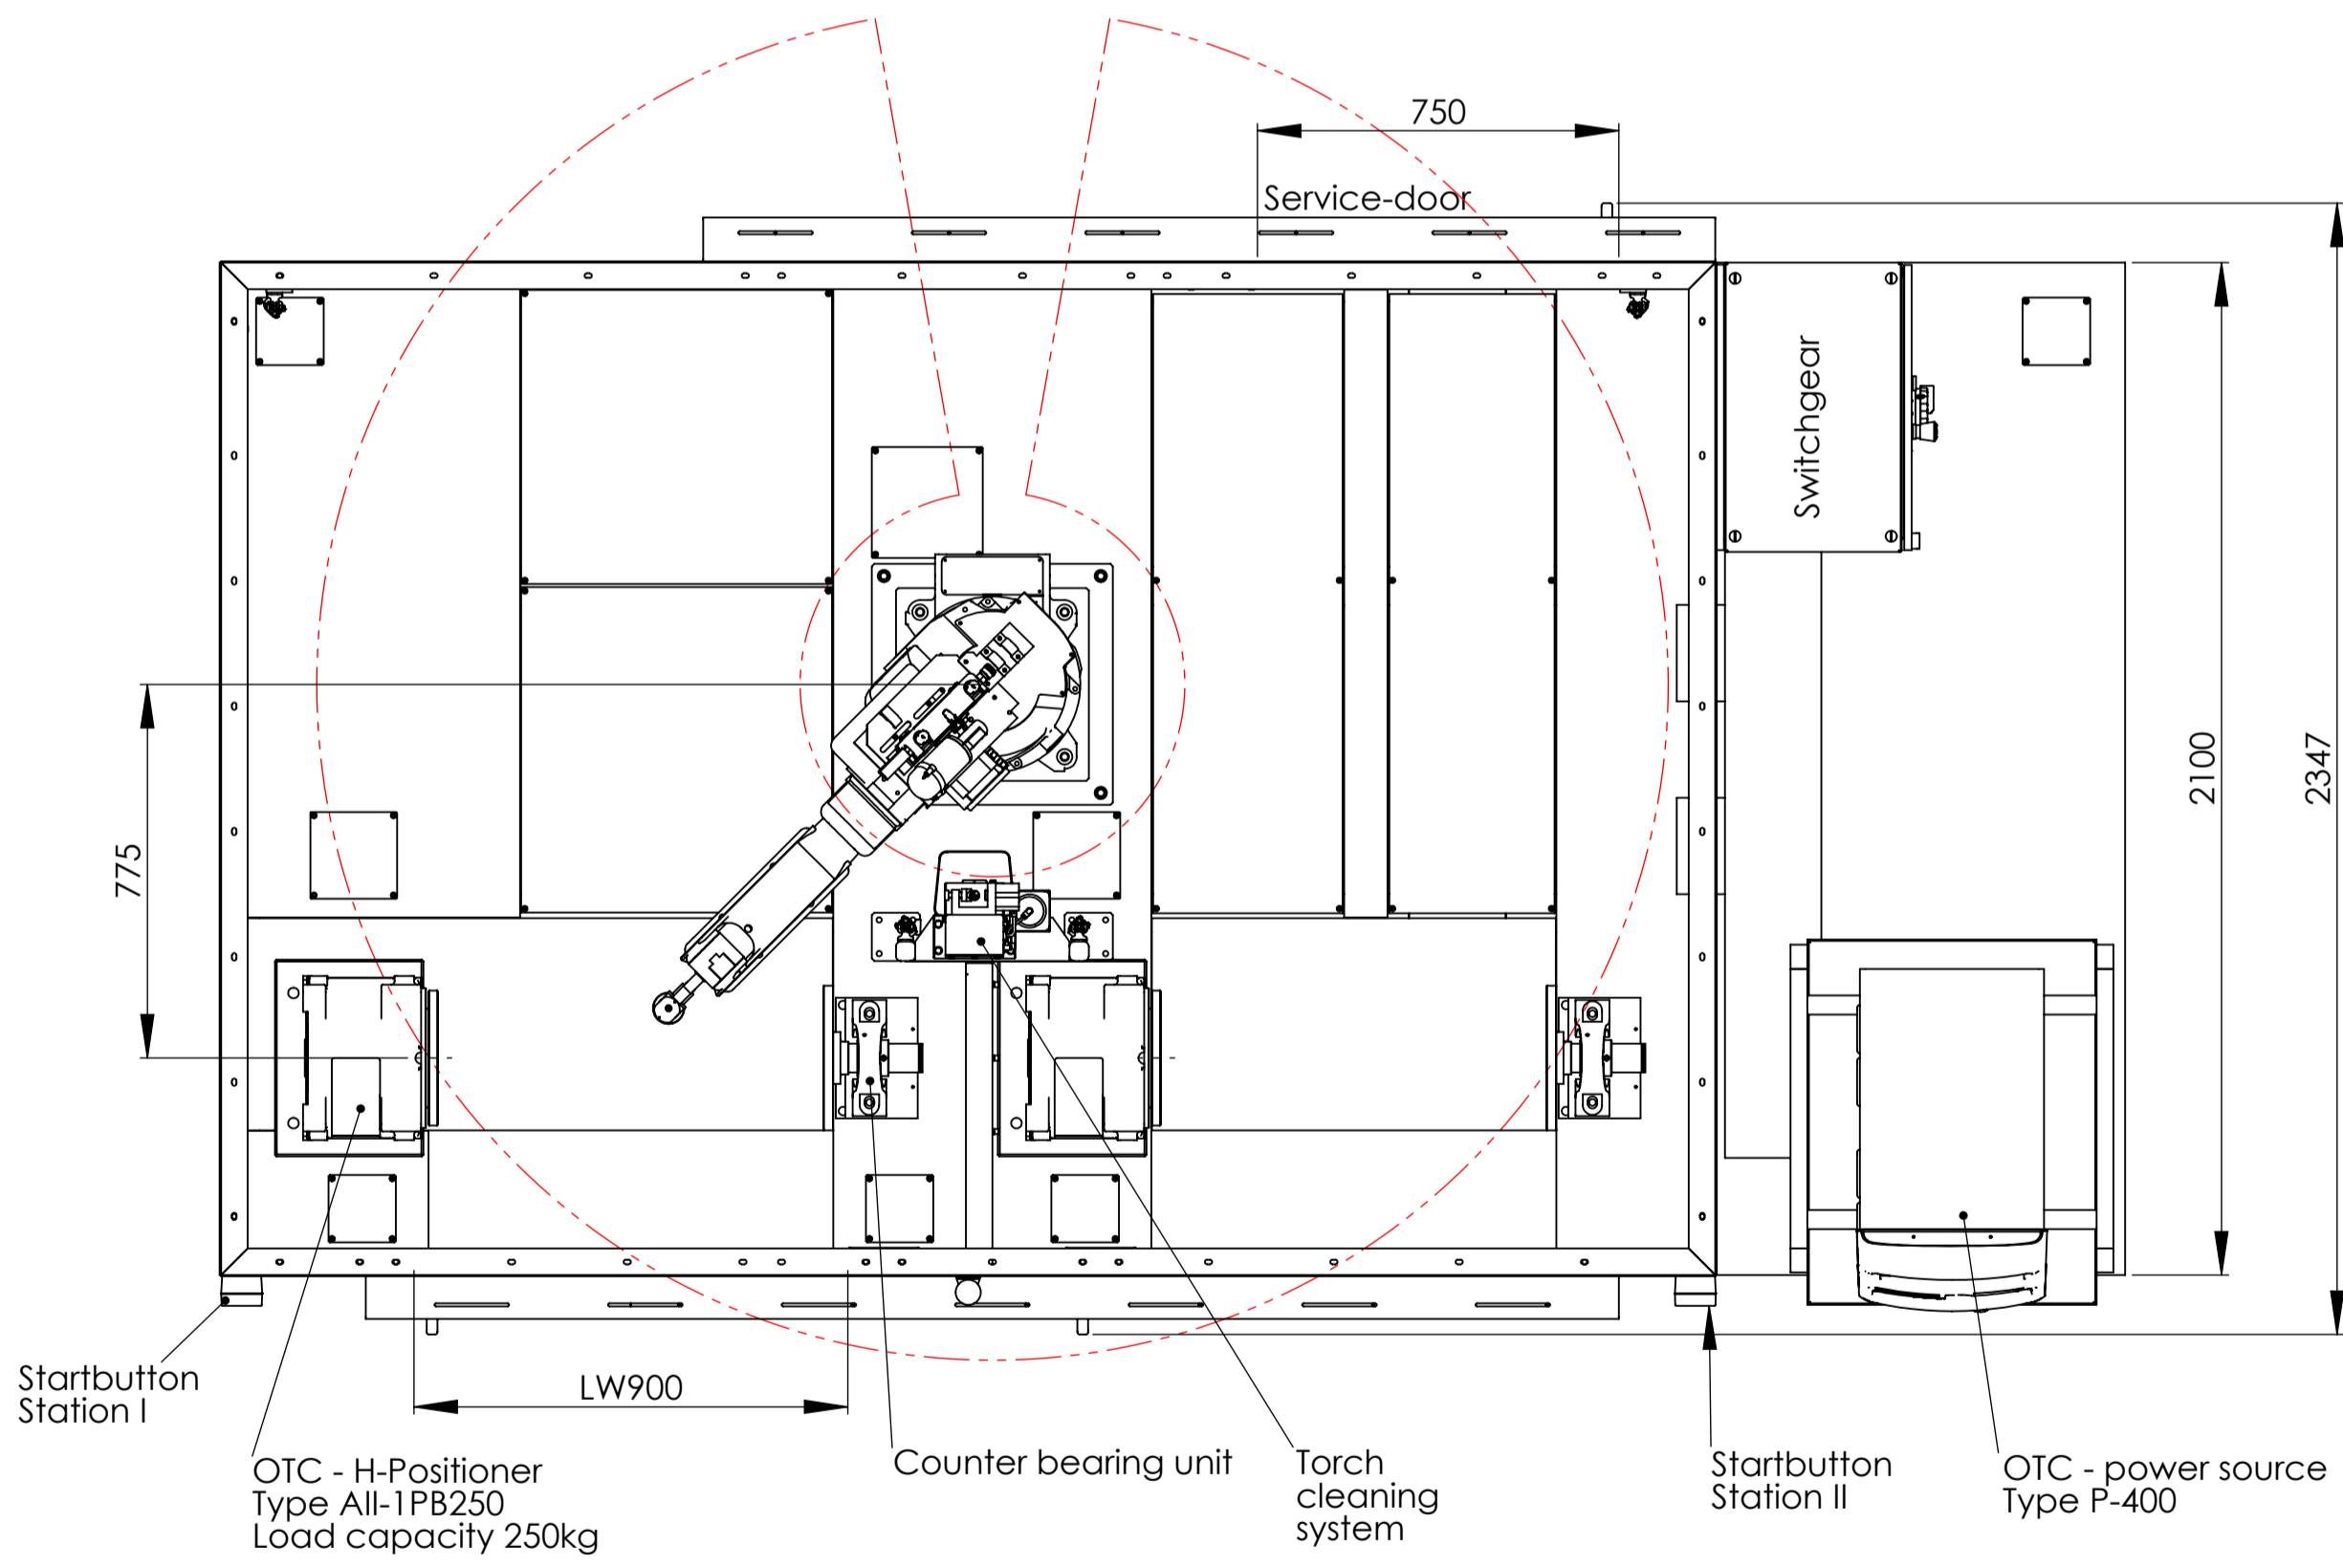 750
Service-door
Switchgear
775
2100
2347
Startbutton
Station I
LW900
OTC - H-Positioner
Type All-1PB250
Load capacity 250kg
Counter bearing unit
Torch
cleaning
system
Startbutton
Station II
OTC - power source
Type P-400